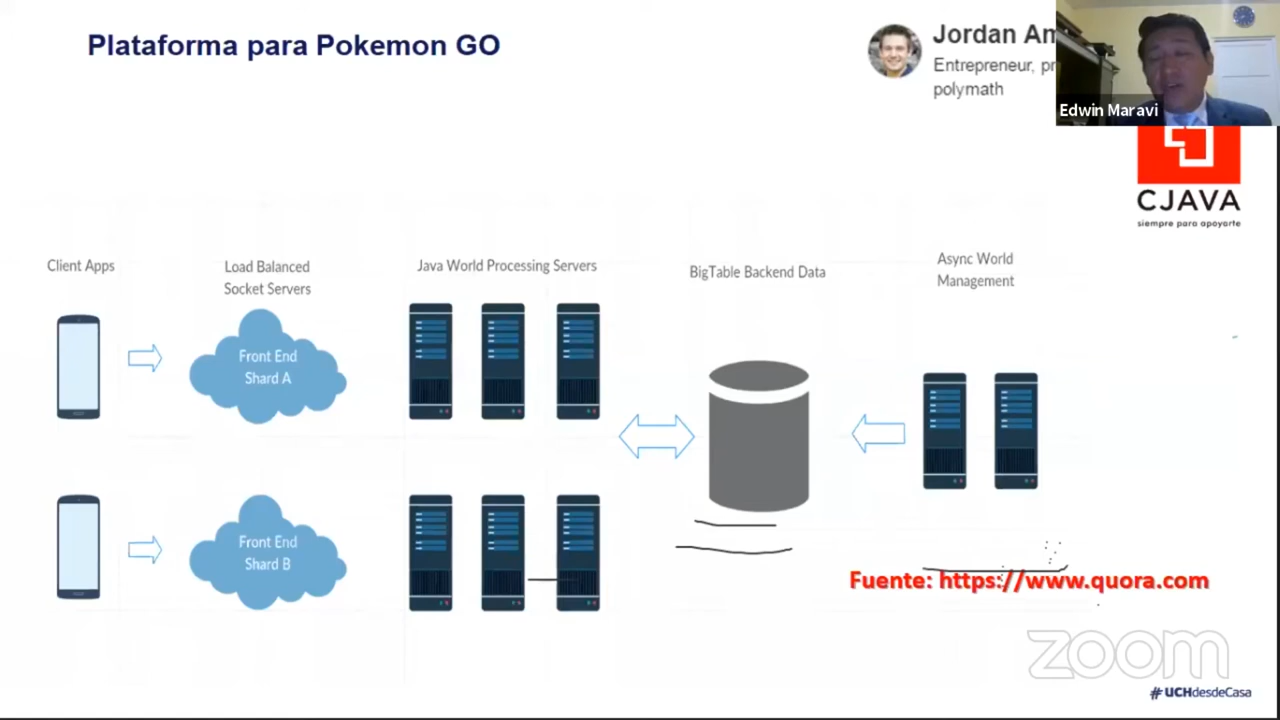 Plataforma para Pokemon GO
Jordan
Entrepreneur,
polymath
Edwin Maravi
CJAVA
siempre para apoyarte
Client Apps
Load Balanced
Socket Servers
Java World Processing Servers
BigTable Backend Data
Async World
Management
Front End
Shard A
Front End
Shard B
Fuente: https://www.quora.com
zoom
#UCHdesdeCasa